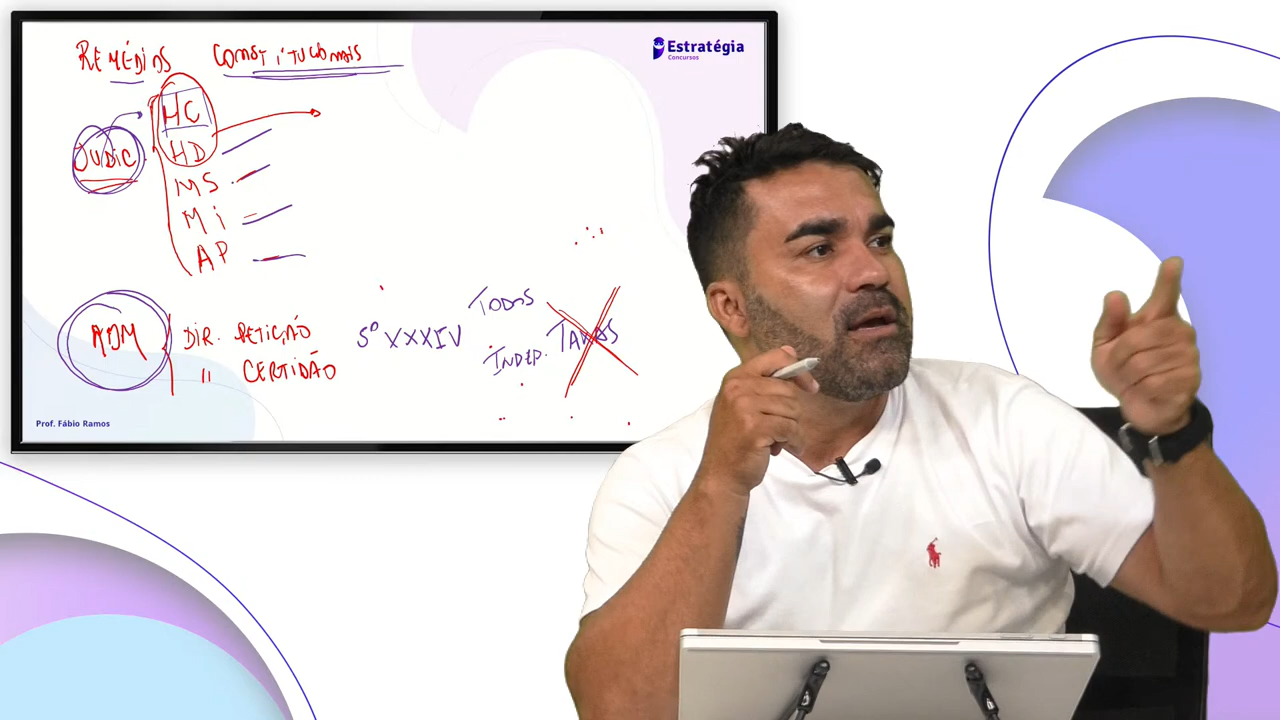 REMÉDIOS CONSTITUCIONAIS
Estratégia
Concursos
JUDIC
HC
HD
MS
Mi
AP
ADM
DIR. PETIÇÃO
" CERTIDÃO
5º XXXIV
TODOS
INDEP. TAXAS
Prof. Fábio Ramos